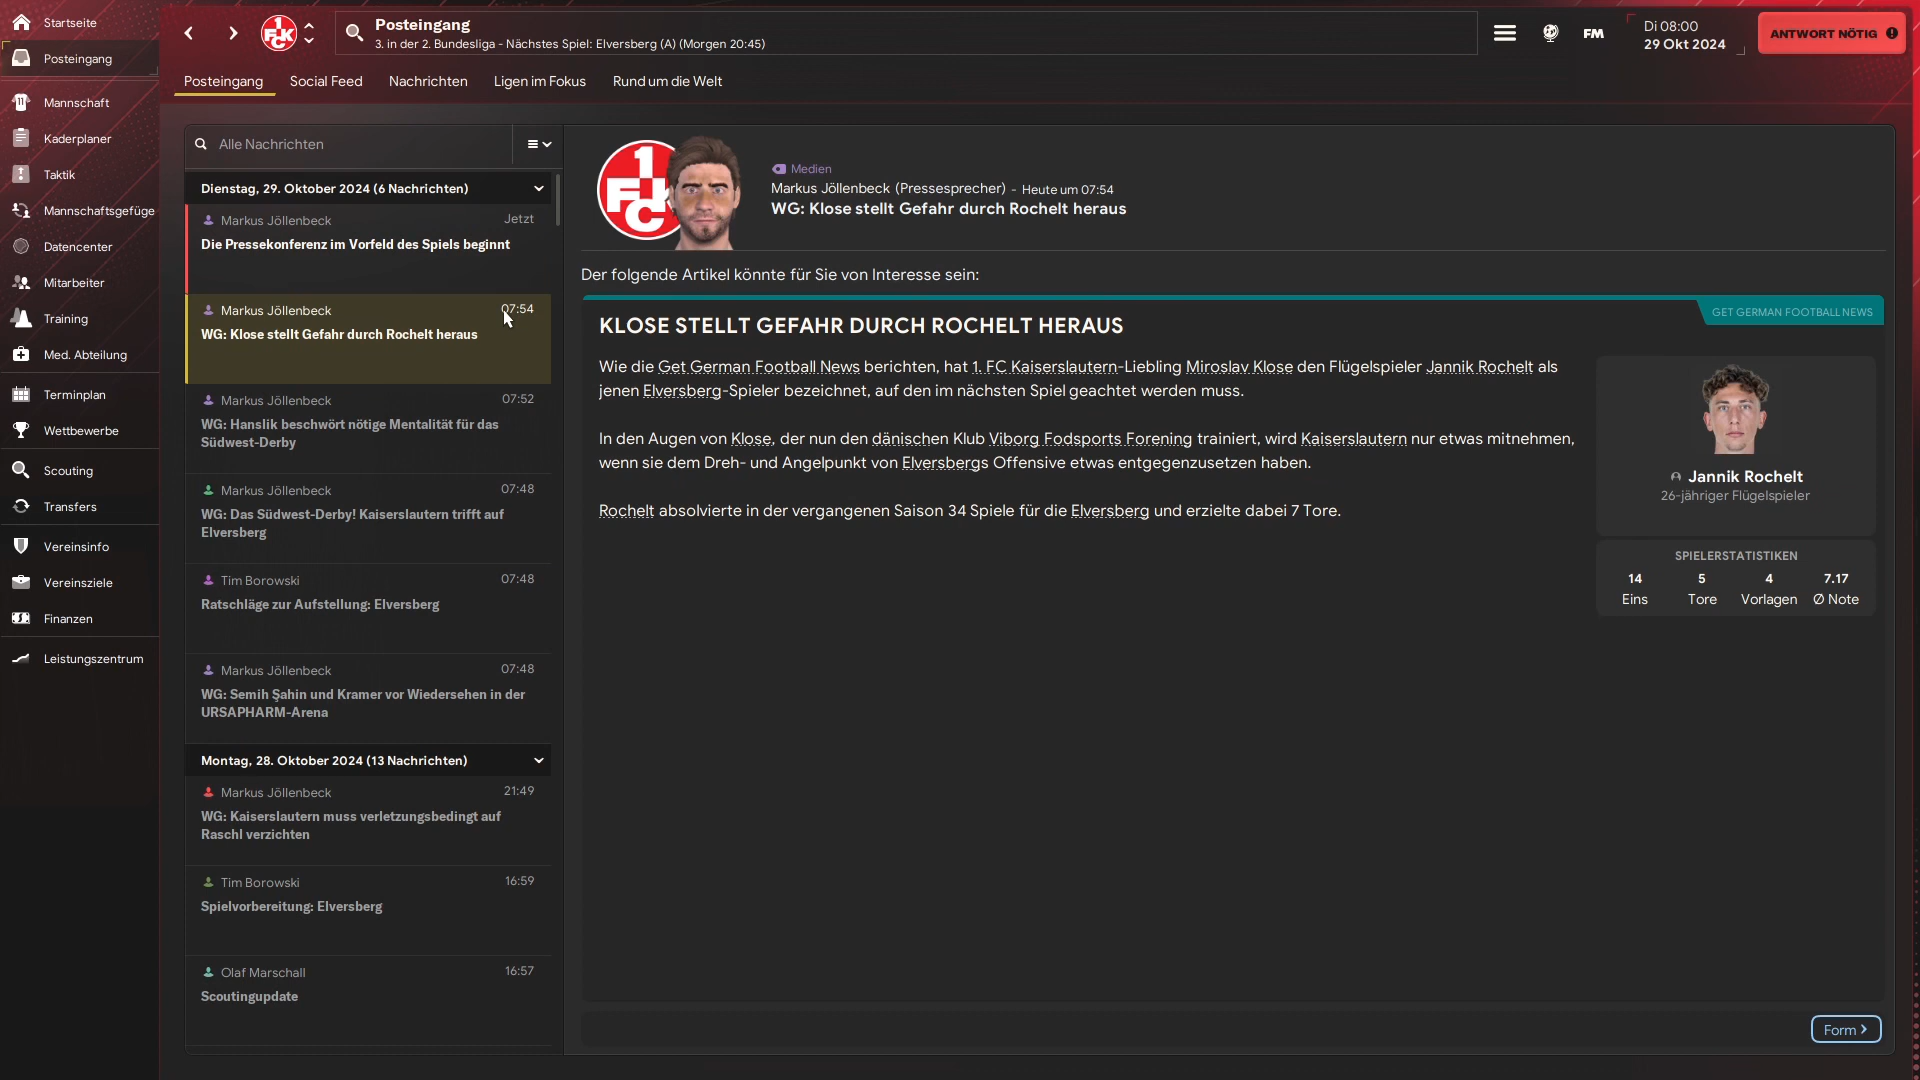 Startseite
Posteingang
Mannschaft
Kaderplaner
Taktik
Mannschaftsgefüge
Datencenter
Mitarbeiter
Training
Med. Abteilung
Terminplan
Wettbewerbe
Scouting
Transfers
Vereinsinfo
Vereinsziele
Finanzen
Leistungszentrum
1. FCK
Posteingang
3. in der 2. Bundesliga - Nächstes Spiel: Elversberg (A) (Morgen 20:45)
FM
Di 08:00
29 Okt 2024
ANTWORT NÖTIG
Posteingang
Social Feed
Nachrichten
Ligen im Fokus
Rund um die Welt
Alle Nachrichten
Dienstag, 29. Oktober 2024 (6 Nachrichten)
Markus Jöllenbeck Jetzt
Die Pressekonferenz im Vorfeld des Spiels beginnt
Markus Jöllenbeck 07:54
WG: Klose stellt Gefahr durch Rochelt heraus
Markus Jöllenbeck 07:52
WG: Hanslik beschwört nötige Mentalität für das
Südwest-Derby
Markus Jöllenbeck 07:48
WG: Das Südwest-Derby! Kaiserslautern trifft auf
Elversberg
Tim Borowski 07:48
Ratschläge zur Aufstellung: Elversberg
Markus Jöllenbeck 07:48
WG: Semih Şahin und Kramer vor Wiedersehen in der
URSAPHARM-Arena
Montag, 28. Oktober 2024 (13 Nachrichten)
Markus Jöllenbeck 21:49
WG: Kaiserslautern muss verletzungsbedingt auf
Raschl verzichten
Tim Borowski 16:59
Spielvorbereitung: Elversberg
Olaf Marschall 16:57
Scoutingupdate
1. FCK
Medien
Markus Jöllenbeck (Pressesprecher) - Heute um 07:54
WG: Klose stellt Gefahr durch Rochelt heraus
Der folgende Artikel könnte für Sie von Interesse sein:
GET GERMAN FOOTBALL NEWS
KLOSE STELLT GEFAHR DURCH ROCHELT HERAUS
Wie die Get German Football News berichten, hat 1. FC Kaiserslautern-Liebling Miroslav Klose den Flügelspieler Jannik Rochelt als
jenen Elversberg-Spieler bezeichnet, auf den im nächsten Spiel geachtet werden muss.
In den Augen von Klose, der nun den dänischen Klub Viborg Fodsports Forening trainiert, wird Kaiserslautern nur etwas mitnehmen,
wenn sie dem Dreh- und Angelpunkt von Elversbergs Offensive etwas entgegenzusetzen haben.
Rochelt absolvierte in der vergangenen Saison 34 Spiele für die Elversberg und erzielte dabei 7 Tore.
Jannik Rochelt
26-jähriger Flügelspieler
SPIELERSTATISTIKEN
14 5 4 7.17
Eins Tore Vorlagen Ø Note
Form